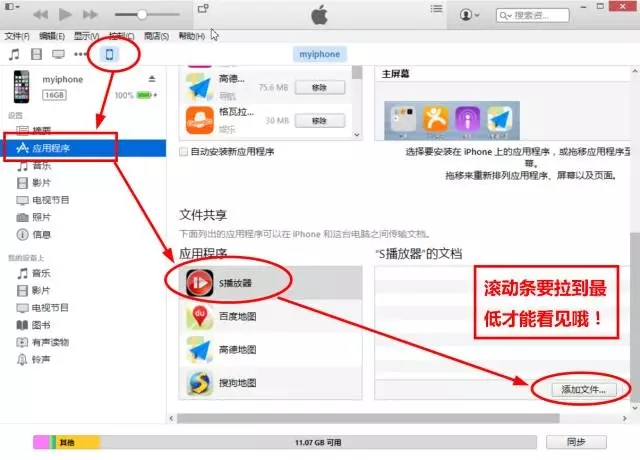 搜索资...
文件(F) 编辑(E) 显示(V) 控制(C) 商店(S) 帮助(H)
myiphone
myiphone
16GB 100%
设置
摘要
应用程序
音乐
影片
电视节目
照片
信息
我的设备上
音乐
影片
电视节目
图书
有声读物
铃声
高德... 75.6 MB 移除
导航
格瓦拉... 30 MB 移除
娱乐
自动安装新应用程序
主屏幕
选择要安装在 iPhone 上的应用程序，或拖移应用程序至
幕。
拖移来重新排列应用程序、屏幕以及页面。
文件共享
下面列出的应用程序可以在 iPhone 和这台电脑之间传输文档。
应用程序
S播放器
du
百度地图
高德地图
搜狗地图
“S播放器”的文档
滚动条要拉到最
低才能看见哦！
添加文件...
其他
11.07 GB 可用
同步